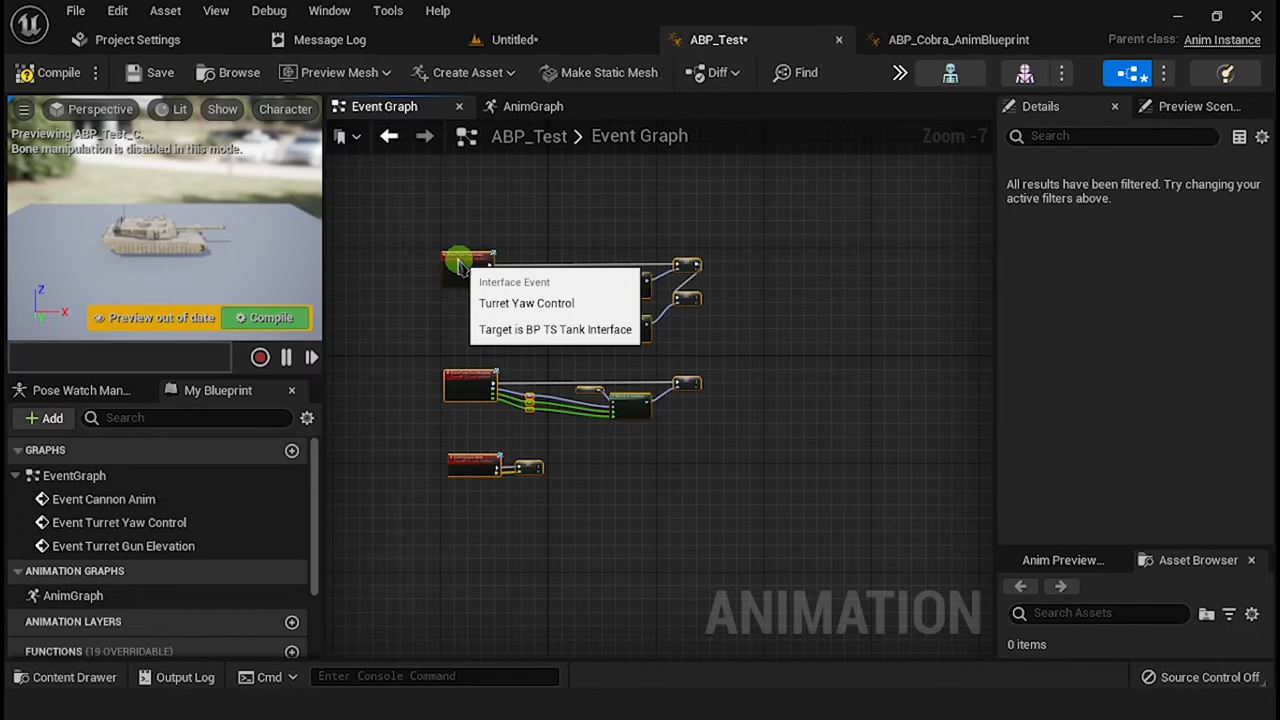 File Edit Asset View Debug Window Tools Help
Project Settings Message Log Untitled* ABP_Test* ABP_Cobra_AnimBlueprint Parent class: Anim Instance
Compile Save Browse Preview Mesh Create Asset Make Static Mesh Diff Find
Perspective Lit Show Character
Previewing ABP_Test_C.
Bone manipulation is disabled in this mode.
Z
X
Y
Preview out of date Compile
Event Graph AnimGraph
ABP_Test > Event Graph Zoom -7
Interface Event
Turret Yaw Control
Target is BP TS Tank Interface
ANIMATION
Details Preview Scen...
Search
All results have been filtered. Try changing your
active filters above.
Pose Watch Man... My Blueprint
+ Add Search
GRAPHS
EventGraph
Event Cannon Anim
Event Turret Yaw Control
Event Turret Gun Elevation
ANIMATION GRAPHS
AnimGraph
ANIMATION LAYERS
FUNCTIONS (19 OVERRIDABLE)
Anim Preview... Asset Browser
Search Assets
0 items
Content Drawer Output Log Cmd Enter Console Command Source Control Off